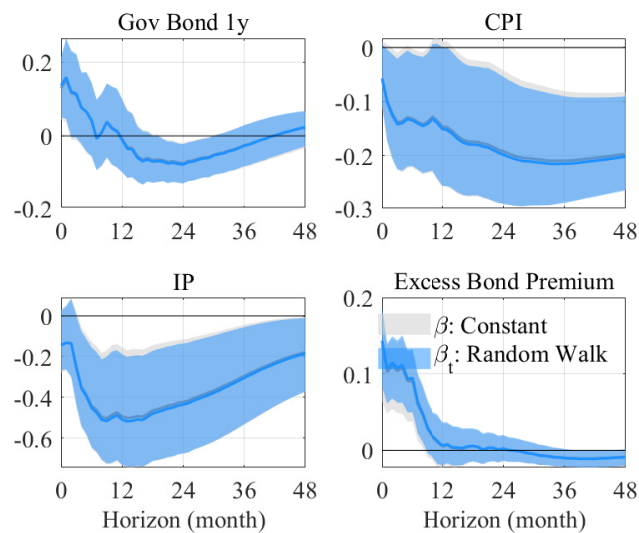 Gov Bond 1y
CPI
0.2
0
-0.2
0 12 24 36 48
0
-0.1
-0.2
-0.3
0 12 24 36 48
IP
Excess Bond Premium
0
-0.2
-0.4
-0.6
0 12 24 36 48
Horizon (month)
0.2
0.1
0
β: Constant
βt: Random Walk
0 12 24 36 48
Horizon (month)